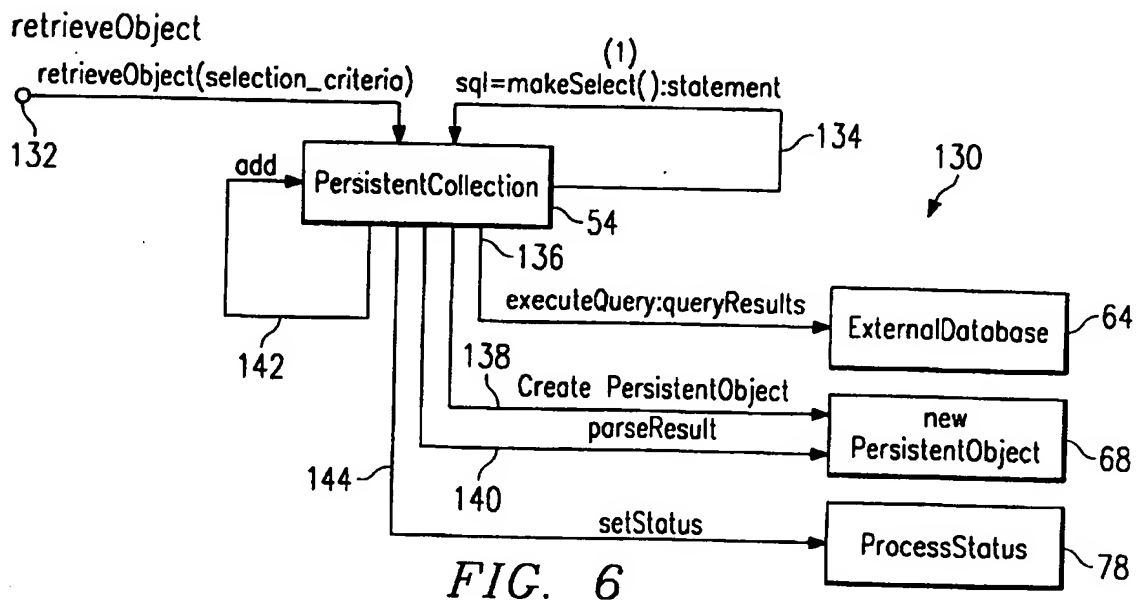 retrieveObject
retrieveObject(selection_criteria)
(1)
sql=makeSelect():statement
132
134
add
PersistentCollection
130
54
136
executeQuery:queryResults
ExternalDatabase
64
142
138
Create PersistentObject
new
PersistentObject
68
parseResult
144
140
setStatus
ProcessStatus
78
FIG. 6